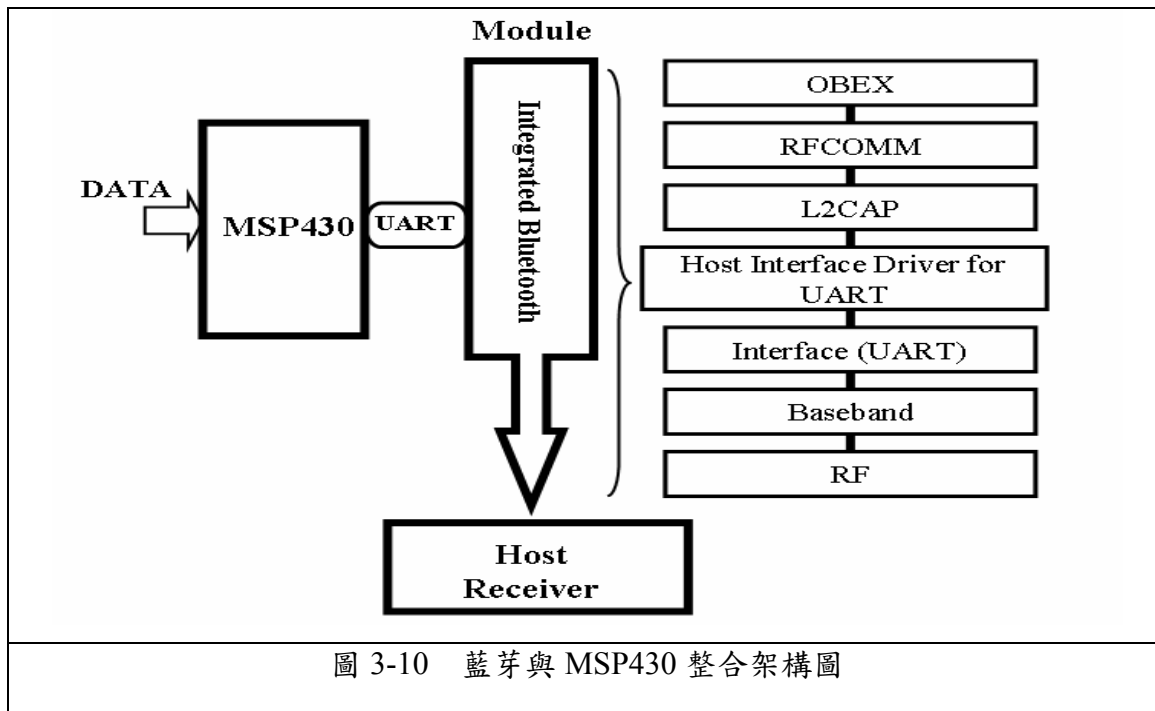 Module
DATA
MSP430
UART
Integrated Bluetooth
Host
Receiver
OBEX
RFCOMM
L2CAP
Host Interface Driver for
UART
Interface (UART)
Baseband
RF
圖 3-10 藍芽與 MSP430 整合架構圖